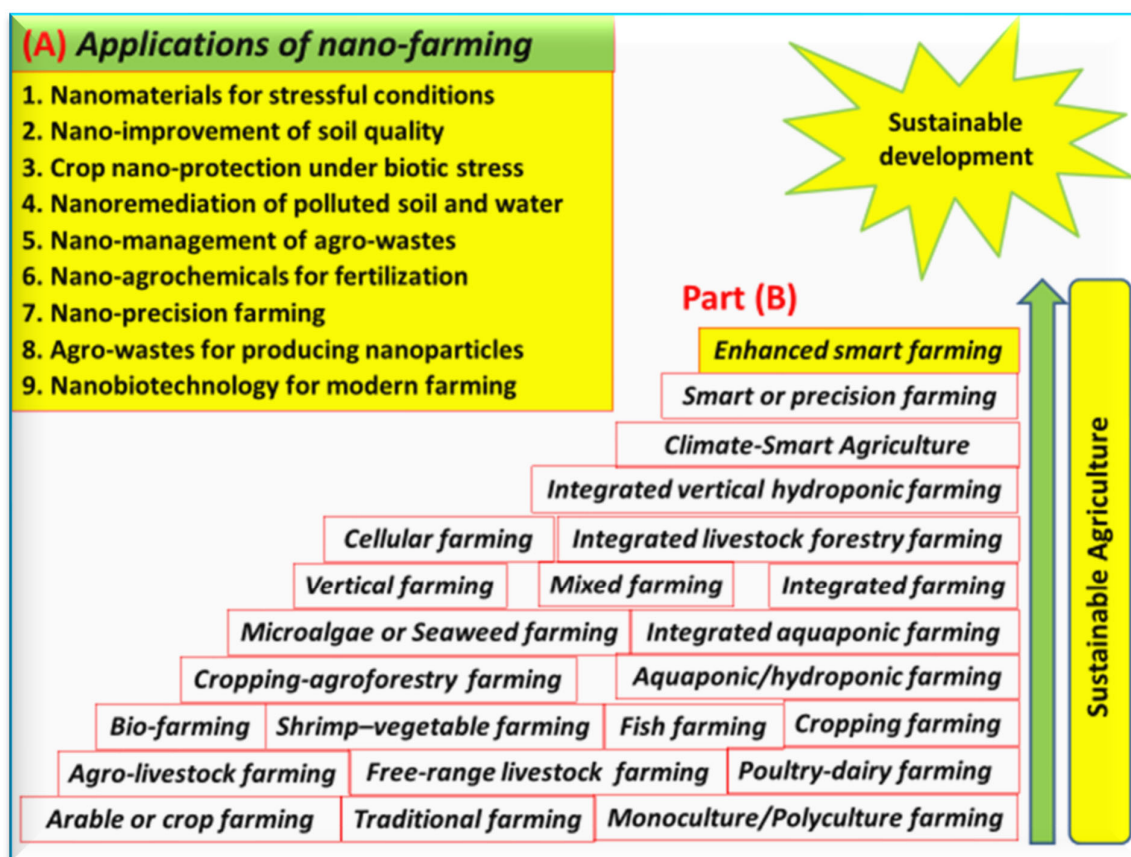 (A) Applications of nano-farming
1. Nanomaterials for stressful conditions
2. Nano-improvement of soil quality
3. Crop nano-protection under biotic stress
4. Nanoremediation of polluted soil and water
5. Nano-management of agro-wastes
6. Nano-agrochemicals for fertilization
7. Nano-precision farming
8. Agro-wastes for producing nanoparticles
9. Nanobiotechnology for modern farming
Sustainable
development
Part (B)
Enhanced smart farming
Smart or precision farming
Climate-Smart Agriculture
Integrated vertical hydroponic farming
Cellular farming Integrated livestock forestry farming
Vertical farming Mixed farming Integrated farming
Microalgae or Seaweed farming Integrated aquaponic farming
Cropping-agroforestry farming Aquaponic/hydroponic farming
Bio-farming Shrimp–vegetable farming Fish farming Cropping farming
Agro-livestock farming Free-range livestock farming Poultry-dairy farming
Arable or crop farming Traditional farming Monoculture/Polyculture farming
Sustainable Agriculture